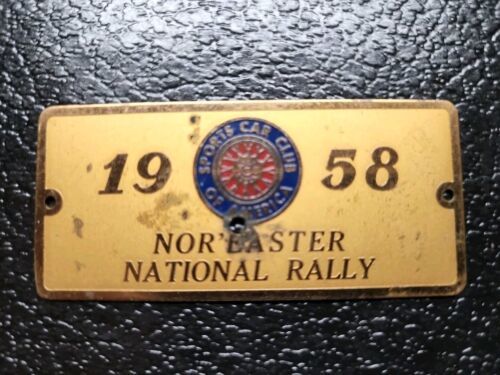 19 58
SPORTS CAR CLUB
OF AMERICA
NOR'EASTER
NATIONAL RALLY